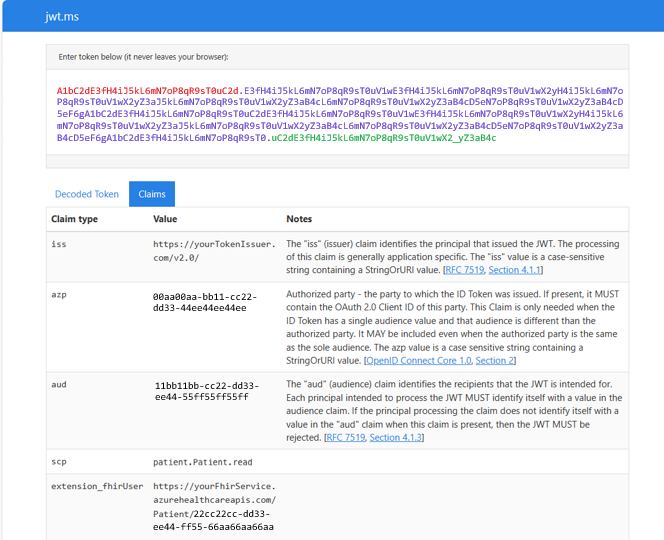 jwt.ms
Enter token below (it never leaves your browser):
A1bC2dE3fH4iJ5kL6mN7oP8qR9sT0uC2d.E3fH4iJ5kL6mN7oP8qR9sT0uV1wE3fH4iJ5kL6mN7oP8qR9sT0uV1wX2yH4iJ5kL6mN7o
P8qR9sT0uV1wX2yZ3aJ5kL6mN7oP8qR9sT0uV1wX2yZ3aB4cL6mN7oP8qR9sT0uV1wX2yZ3aB4cD5eN7oP8qR9sT0uV1wX2yZ3aB4cD
5eF6gA1bC2dE3fH4iJ5kL6mN7oP8qR9sT0uC2dE3fH4iJ5kL6mN7oP8qR9sT0uV1wE3fH4iJ5kL6mN7oP8qR9sT0uV1wX2yH4iJ5kL6
mN7oP8qR9sT0uV1wX2yZ3aJ5kL6mN7oP8qR9sT0uV1wX2yZ3aB4cL6mN7oP8qR9sT0uV1wX2yZ3aB4cD5eN7oP8qR9sT0uV1wX2yZ3a
B4cD5eF6gA1bC2dE3fH4iJ5kL6mN7oP8qR9sT0.uC2dE3fH4iJ5kL6mN7oP8qR9sT0uV1wX2_yZ3aB4c
Decoded Token Claims
Claim type Value Notes
iss https://yourTokenIssuer. The "iss" (issuer) claim identifies the principal that issued the JWT. The processing
com/v2.0/ of this claim is generally application specific. The "iss" value is a case-sensitive
string containing a StringOrURI value. [RFC 7519, Section 4.1.1]
azp 00aa00aa-bb11-cc22- Authorized party - the party to which the ID Token was issued. If present, it MUST
dd33-44ee44ee44ee contain the OAuth 2.0 Client ID of this party. This Claim is only needed when the
ID Token has a single audience value and that audience is different than the
authorized party. It MAY be included even when the authorized party is the same
as the sole audience. The azp value is a case sensitive string containing a
StringOrURI value. [OpenID Connect Core 1.0, Section 2]
aud 11bb11bb-cc22-dd33- The "aud" (audience) claim identifies the recipients that the JWT is intended for.
ee44-55ff55ff55ff Each principal intended to process the JWT MUST identify itself with a value in the
audience claim. If the principal processing the claim does not identify itself with a
value in the "aud" claim when this claim is present, then the JWT MUST be
rejected. [RFC 7519, Section 4.1.3]
scp patient.Patient.read
extension_fhirUser https://yourFhirService.
azurehealthcareapis.com/
Patient/22cc22cc-dd33-
ee44-ff55-66aa66aa66aa